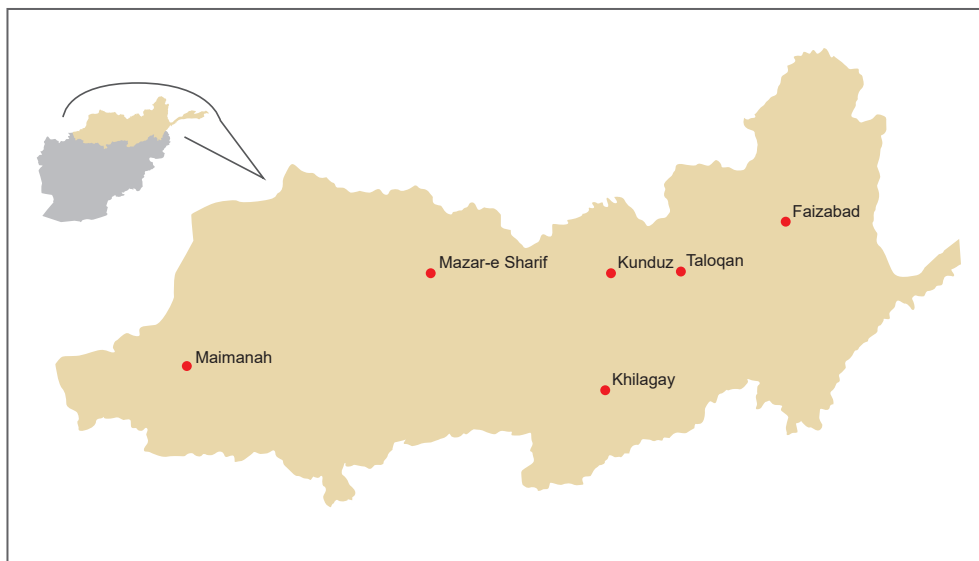 Faizabad
Mazar-e Sharif
Kunduz
Taloqan
Maimanah
Khilagay